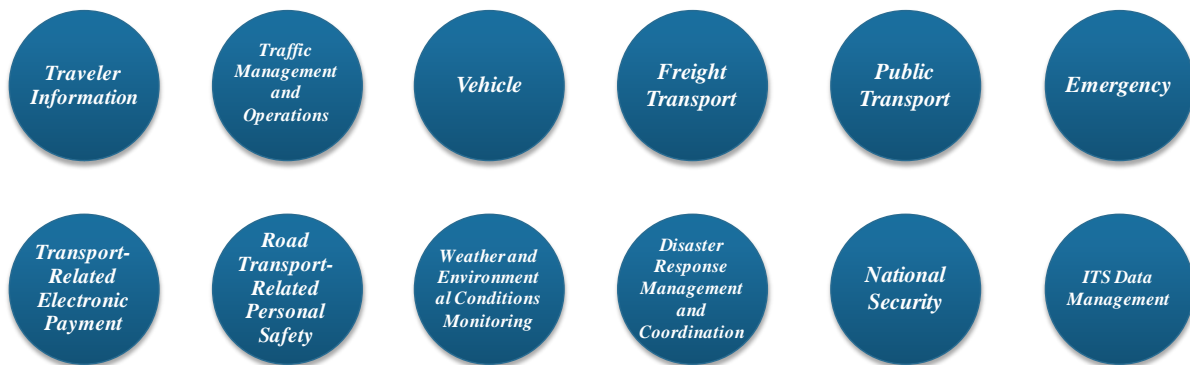 Traveler
Information
Traffic
Management
and
Operations
Vehicle
Freight
Transport
Public
Transport
Emergency
Transport-
Related
Electronic
Payment
Road
Transport-
Related
Personal
Safety
Weather and
Environment
al Conditions
Monitoring
Disaster
Response
Management
and
Coordination
National
Security
ITS Data
Management